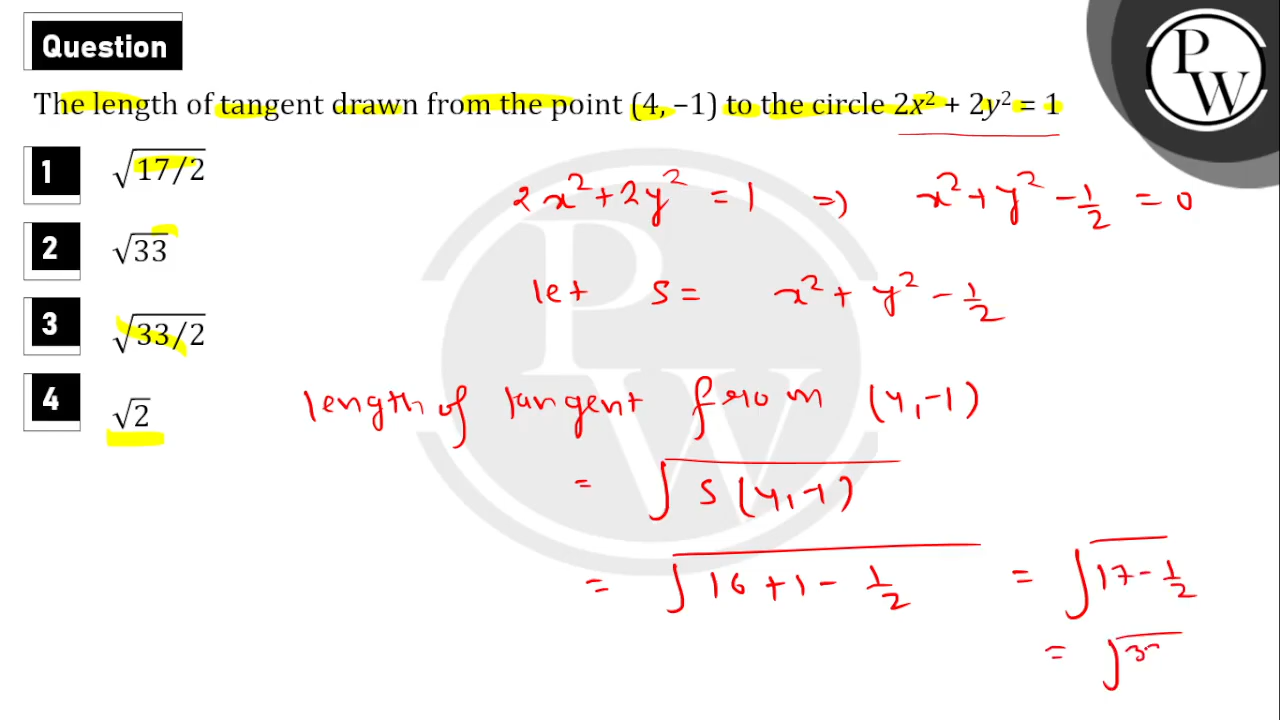 Question
P
W
The length of tangent drawn from the point (4, –1) to the circle 2x² + 2y² = 1
1 √17/2
2 √33
3 √33/2
4 √2
2x² + 2y² = 1 ⇒ x² + y² - 1/2 = 0
let s = x² + y² - 1/2
length of tangent from (4, -1)
= √s(4, -1)
= √16 + 1 - 1/2 = √17 - 1/2
= √